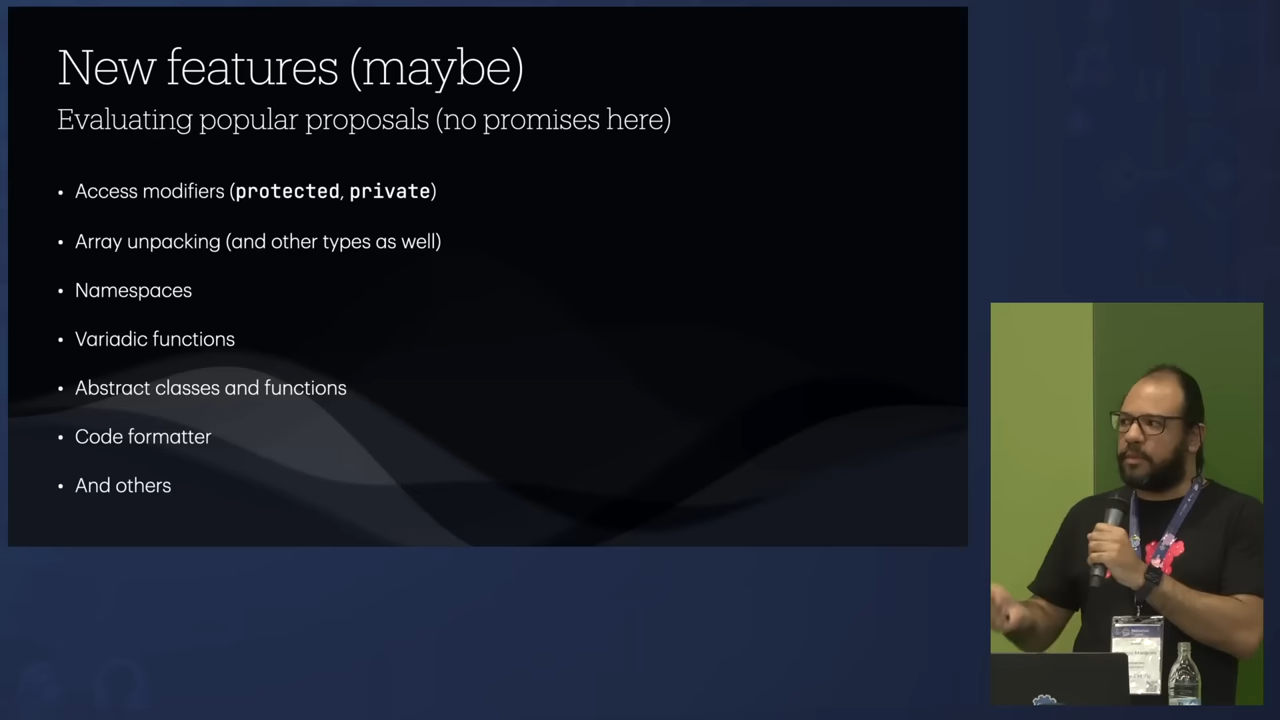 New features (maybe)
Evaluating popular proposals (no promises here)
• Access modifiers (protected, private)
• Array unpacking (and other types as well)
• Namespaces
• Variadic functions
• Abstract classes and functions
• Code formatter
• And others